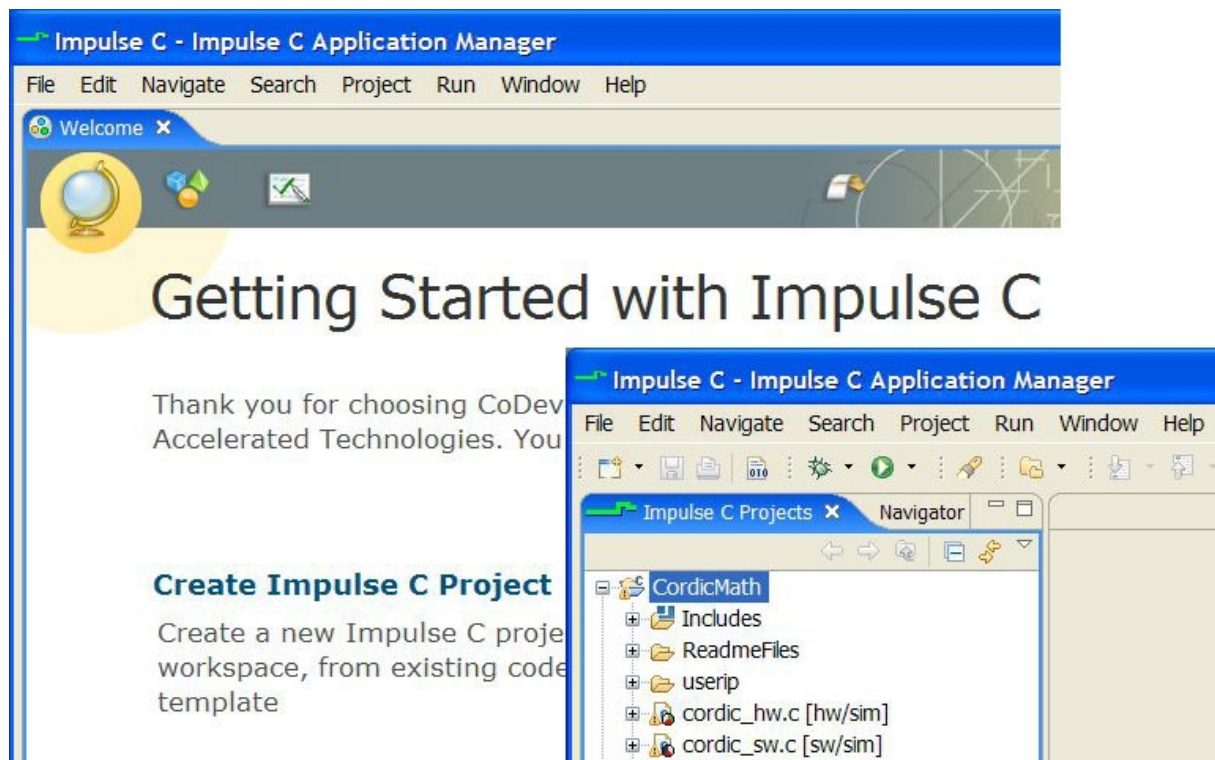 Impulse C - Impulse C Application Manager
File Edit Navigate Search Project Run Window Help
Welcome
Getting Started with Impulse C
Thank you for choosing CoDev
Accelerated Technologies. You
Create Impulse C Project
Create a new Impulse C proje
workspace, from existing code
template
Impulse C - Impulse C Application Manager
File Edit Navigate Search Project Run Window Help
010
Impulse C Projects Navigator
CordicMath
Includes
ReadmeFiles
userip
cordic_hw.c [hw/sim]
cordic_sw.c [sw/sim]